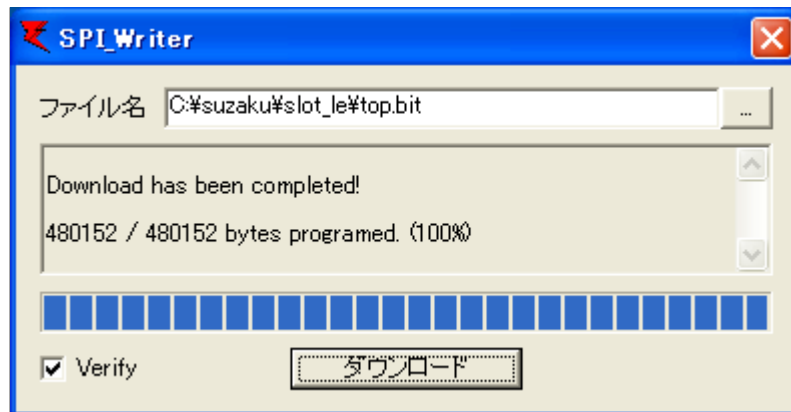 SPI_Writer
ファイル名 C:¥suzaku¥slot_le¥top.bit ...
Download has been completed!
480152 / 480152 bytes programed. (100%)
Verify ダウンロード